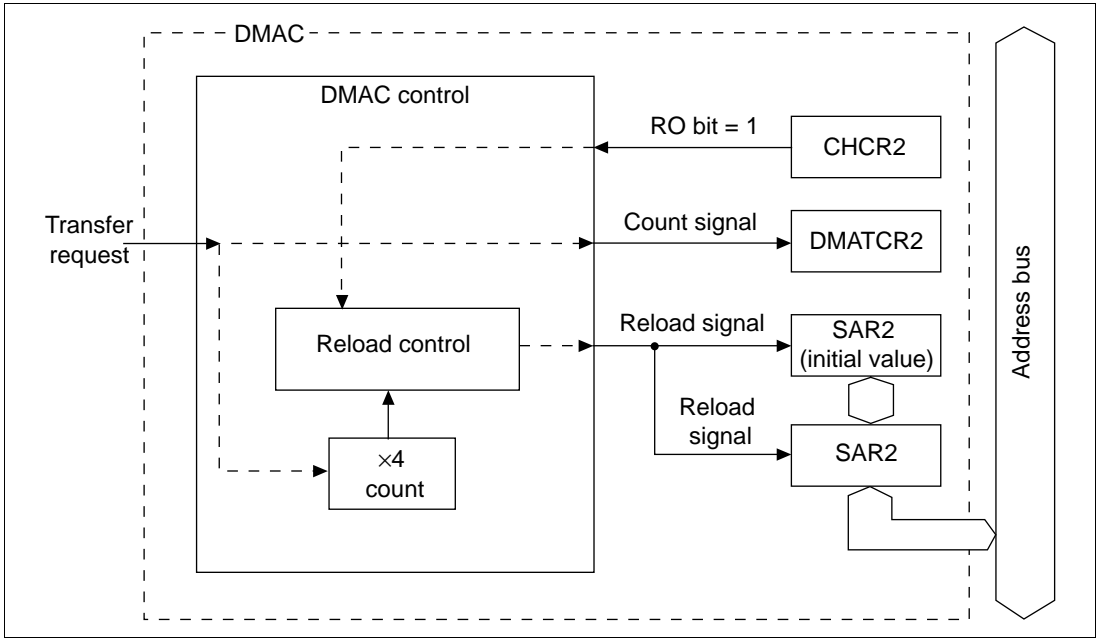 DMAC
DMAC control
RO bit = 1
CHCR2
Transfer
request
Count signal
DMATCR2
Reload control
Reload signal
SAR2
(initial value)
Reload
signal
SAR2
×4
count
Address bus